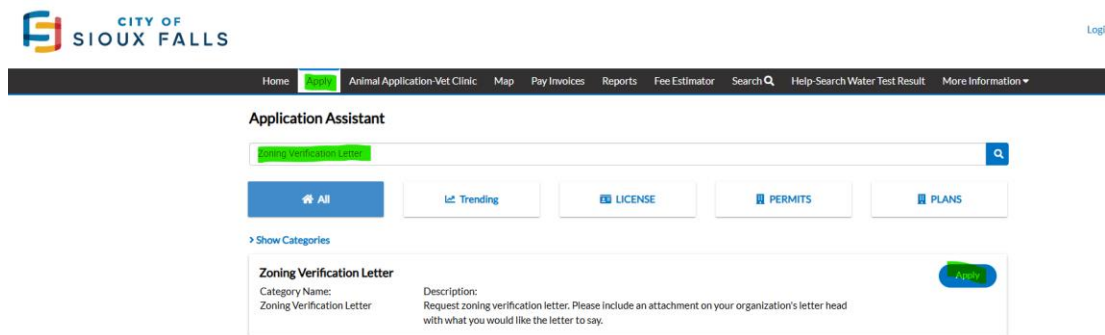 CITY OF
SIOUX FALLS
Logi
Home Apply Animal Application-Vet Clinic Map Pay Invoices Reports Fee Estimator Search Help-Search Water Test Result More Information
Application Assistant
Zoning Verification Letter
All Trending LICENSE PERMITS PLANS
> Show Categories
Zoning Verification Letter Apply
Category Name: Description:
Zoning Verification Letter Request zoning verification letter. Please include an attachment on your organization's letter head
with what you would like the letter to say.